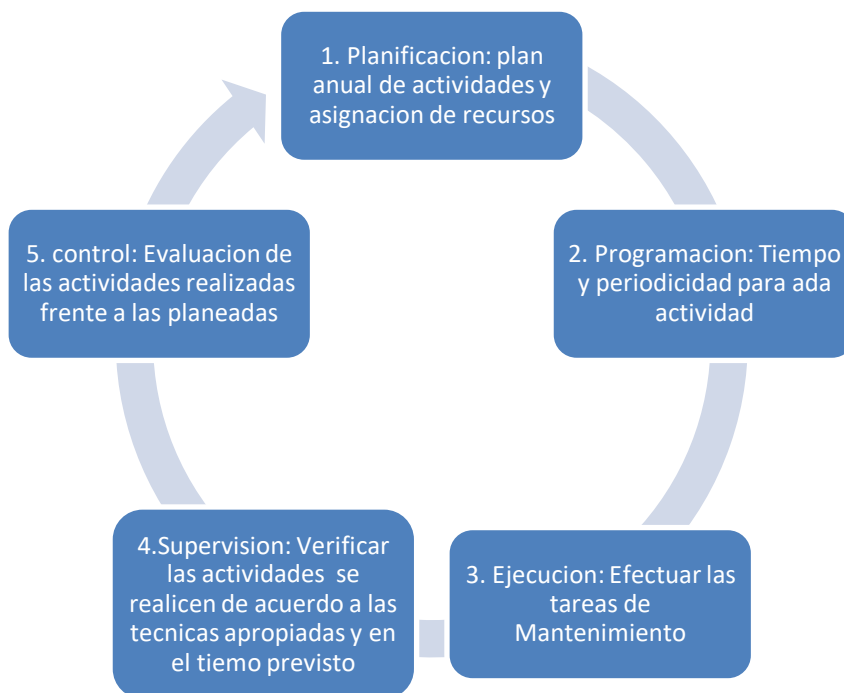 1. Planificacion: plan
anual de actividades y
asignacion de recursos
2. Programacion: Tiempo
y periodicidad para ada
actividad
3. Ejecucion: Efectuar las
tareas de
Mantenimiento
4.Supervision: Verificar
las actividades se
realicen de acuerdo a las
tecnicas apropiadas y en
el tiemo previsto
5. control: Evaluacion de
las actividades realizadas
frente a las planeadas